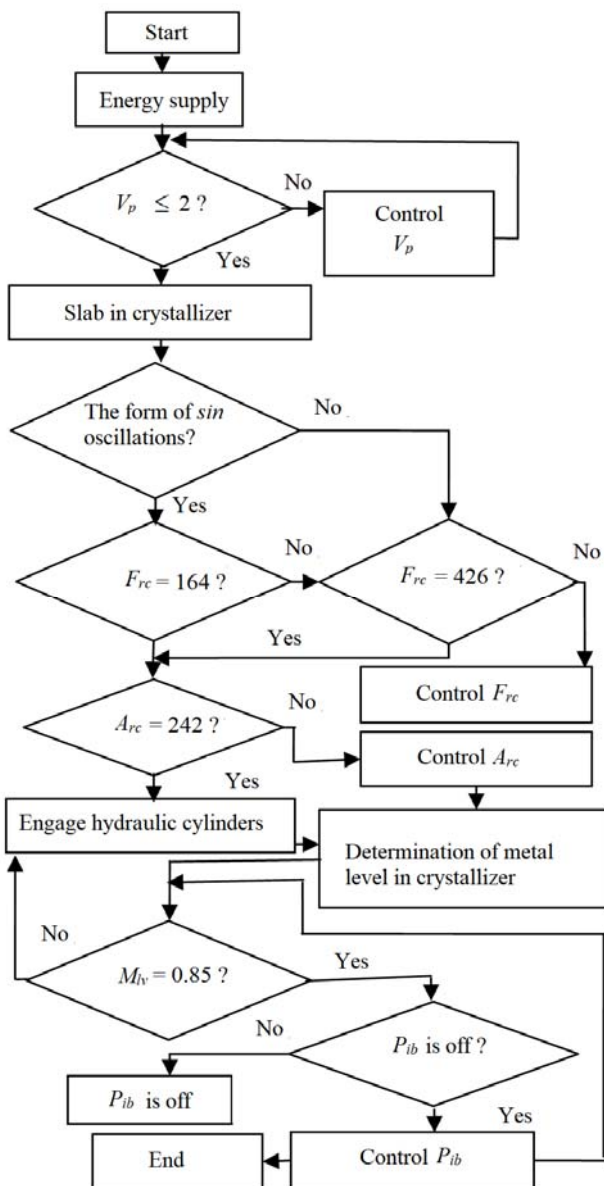 Start
Energy supply
V_p ≤ 2 ?
No
Control
V_p
Yes
Slab in crystallizer
The form of sin
oscillations?
No
Yes
F_rc = 164 ?
No
F_rc = 426 ?
No
Yes
Control F_rc
A_rc = 242 ?
No
Control A_rc
Yes
Engage hydraulic cylinders
Determination of metal
level in crystallizer
No
M_lv = 0.85 ?
Yes
No
P_ib is off ?
P_ib is off
Yes
End
Control P_ib